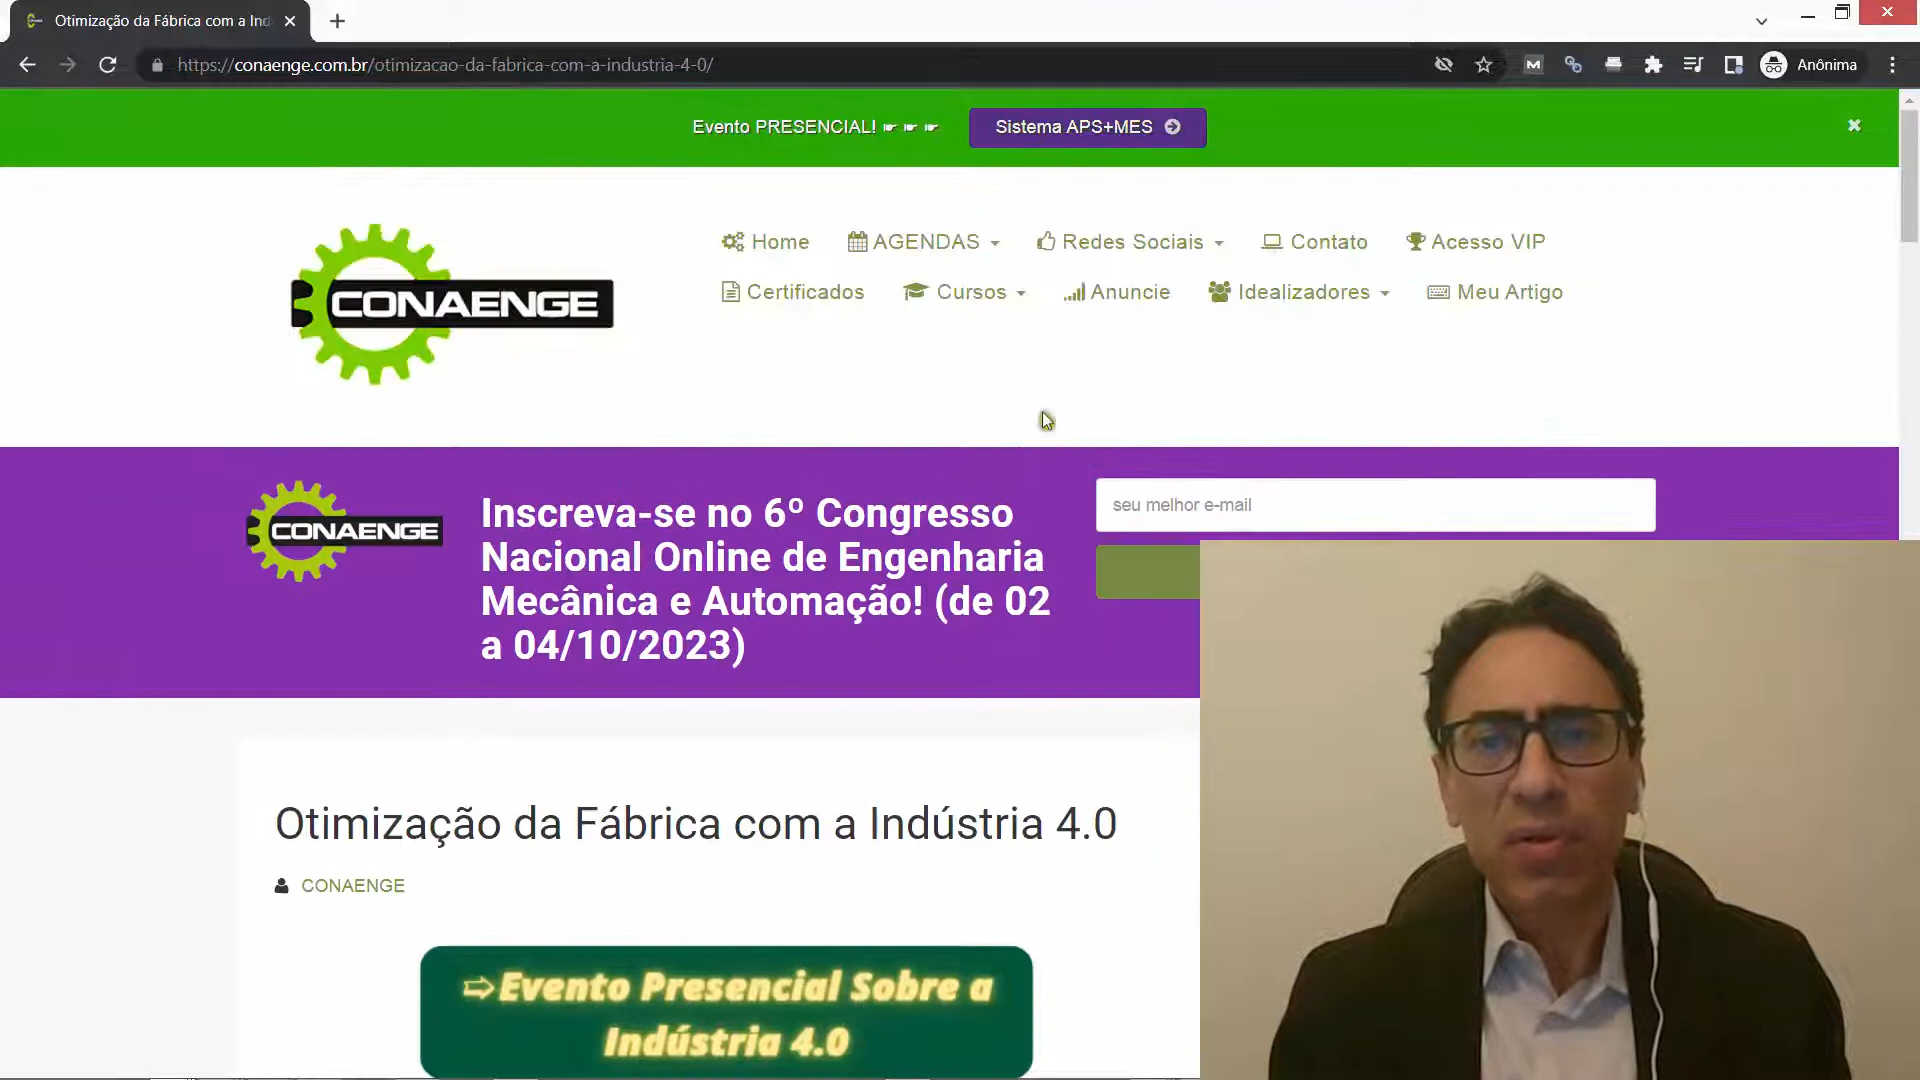 Otimização da Fábrica com a Ind
https://conaenge.com.br/otimizacao-da-fabrica-com-a-industria-4-0/
Anônima
Evento PRESENCIAL!
Sistema APS+MES
CONAENGE
Home
AGENDAS
Redes Sociais
Contato
Acesso VIP
Certificados
Cursos
Anuncie
Idealizadores
Meu Artigo
CONAENGE
Inscreva-se no 6º Congresso
Nacional Online de Engenharia
Mecânica e Automação! (de 02
a 04/10/2023)
seu melhor e-mail
Otimização da Fábrica com a Indústria 4.0
CONAENGE
⇨Evento Presencial Sobre a
Indústria 4.0